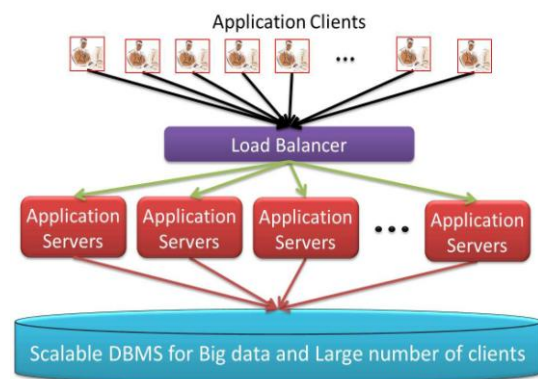 Application Clients
...
Load Balancer
Application
Servers
Application
Servers
Application
Servers
...
Application
Servers
Scalable DBMS for Big data and Large number of clients